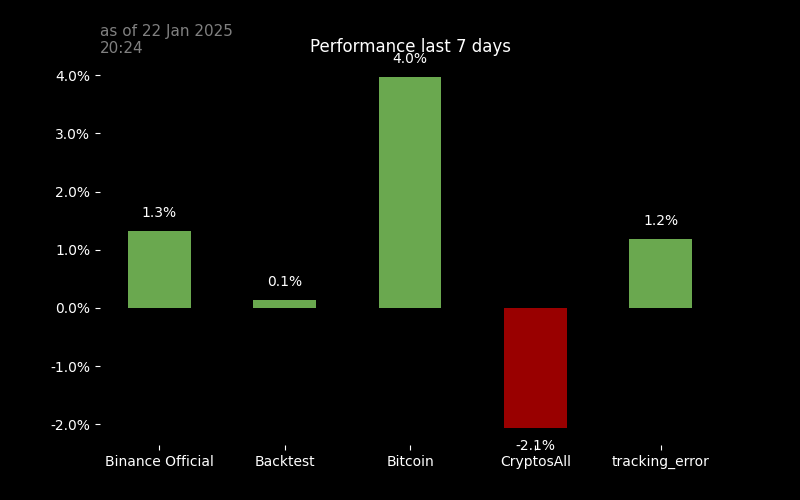 as of 22 Jan 2025
20:24
Performance last 7 days
4.0%
4.0%
3.0%
2.0%
1.3%
1.2%
1.0%
0.1%
0.0%
-1.0%
-2.0%
-2.1%
Binance Official
Backtest
Bitcoin
CryptosAll
tracking_error